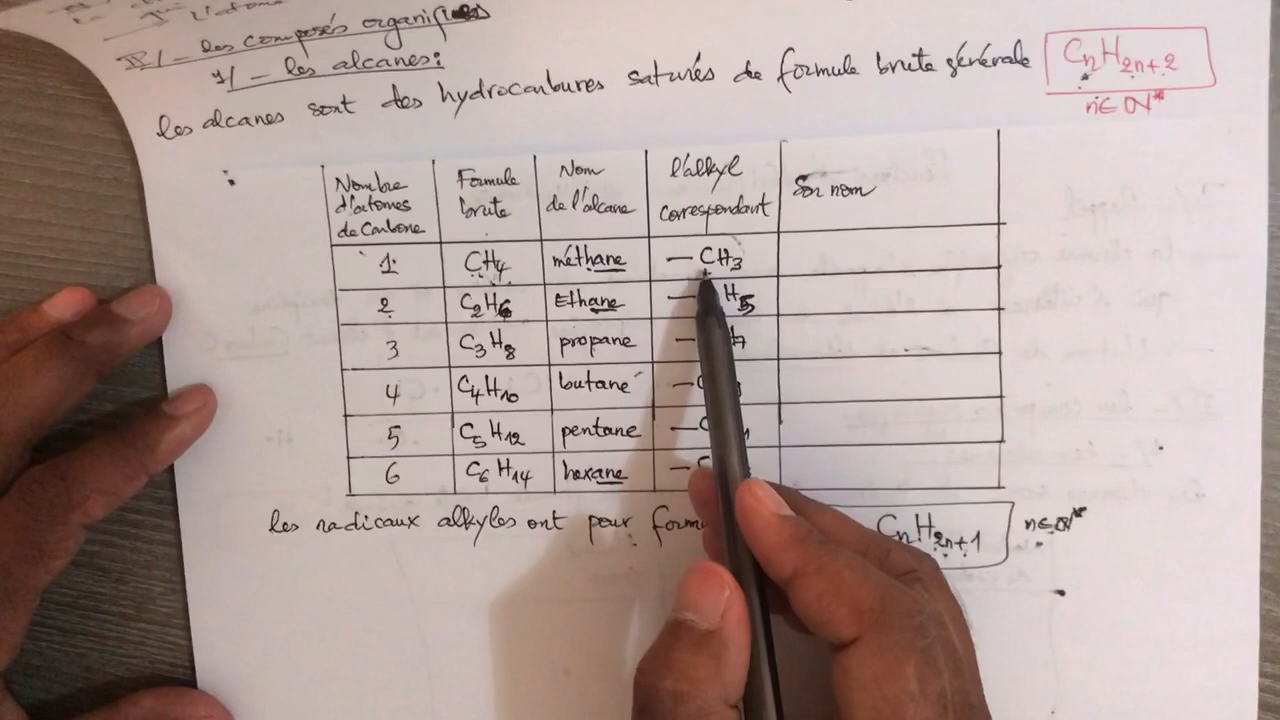 II/ - les composés organiques
1/ - les alcanes:
les alcanes sont des hydrocarbures saturés de formule brute générale CnH2n+2
n∈N*
Nombre d'atomes de Carbone | Formule brute | Nom de l'alcane | l'alkyl correspondant | Son nom
1 | CH4 | méthane | - CH3
2 | C2H6 | Ethane | - H5
3 | C3H8 | propane | - H7
4 | C4H10 | butane | - C
5 | C5H12 | pentane | - C
6 | C6H14 | hexane | - C
les radicaux alkyles ont pour form CnH2n+1 n∈N*